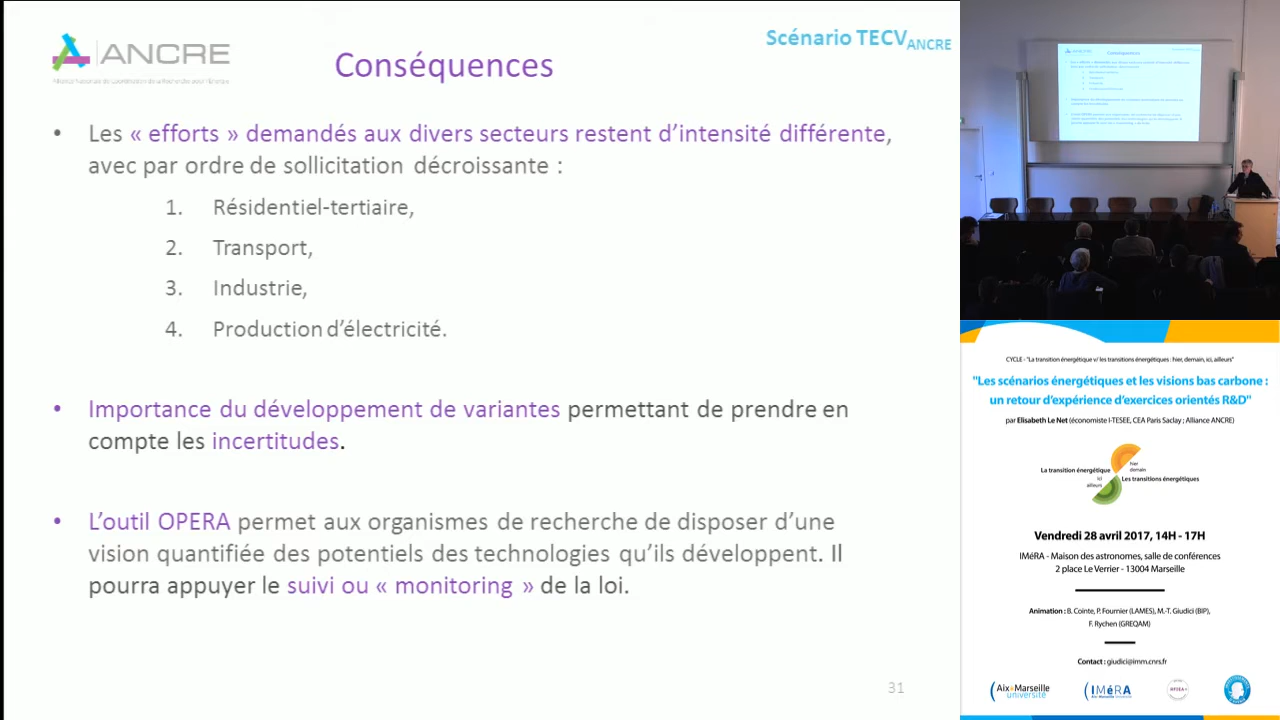 ANCRE
Scénario TECV ANCRE
Conséquences
• Les « efforts » demandés aux divers secteurs restent d’intensité différente,
avec par ordre de sollicitation décroissante :
1. Résidentiel-tertiaire,
2. Transport,
3. Industrie,
4. Production d’électricité.
• Importance du développement de variantes permettant de prendre en
compte les incertitudes.
• L’outil OPERA permet aux organismes de recherche de disposer d’une
vision quantifiée des potentiels des technologies qu’ils développent. Il
pourra appuyer le suivi ou « monitoring » de la loi.
31
Conséquences
CYCLE - "La transition énergétique v/ les transitions énergétiques : hier, demain, ici, ailleurs"
"Les scénarios énergétiques et les visions bas carbone :
un retour d’expérience d’exercices orientés R&D"
par Elisabeth Le Net (économiste I-TESEE, CEA Paris Saclay ; Alliance ANCRE)
hier
demain
La transition énergétique
ici
ailleurs
Les transitions énergétiques
Vendredi 28 avril 2017, 14H - 17H
IMéRA - Maison des astronomes, salle de conférences
2 place Le Verrier - 13004 Marseille
Animation : B. Cointe, P. Fournier (LAMES), M.-T. Giudici (BIP),
F. Rychen (GREQAM)
Contact : giudici@imm.cnrs.fr
Aix*Marseille
université
IMéRA